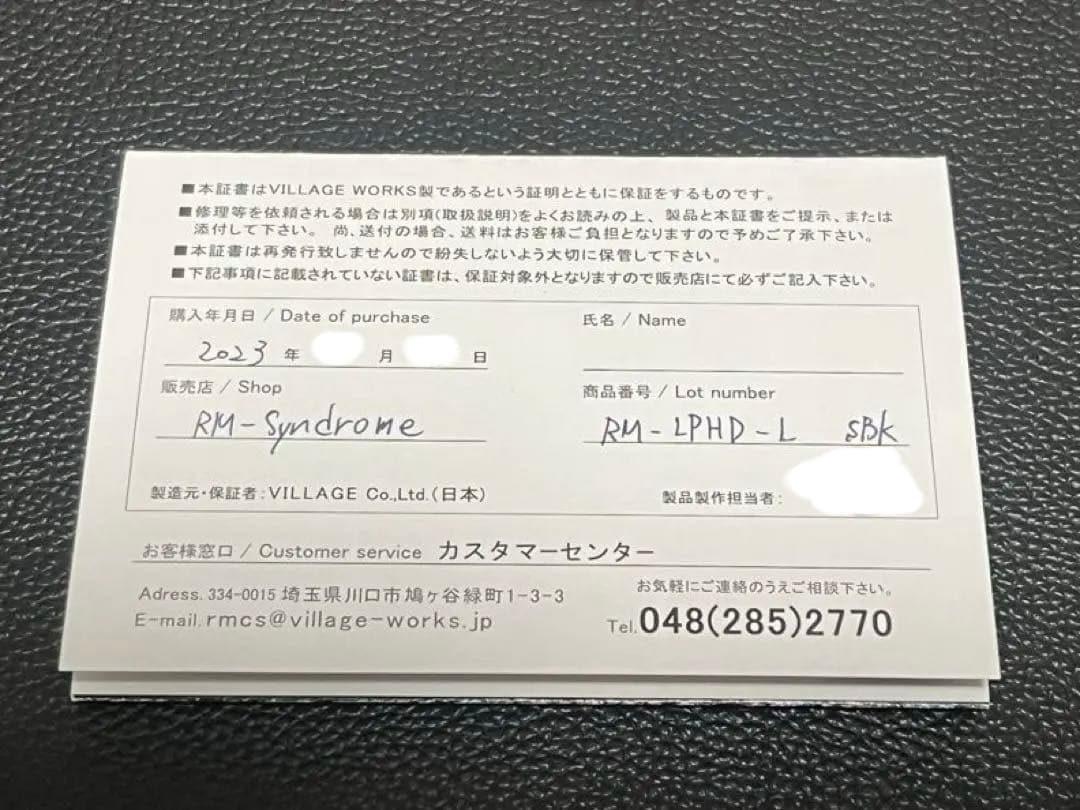 ■本証書はVILLAGE WORKS製であるという証明とともに保証をするものです。
■修理等を依頼される場合は別項(取扱説明)をよくお読みの上、製品と本証書をご提示、または
添付して下さい。 尚、送付の場合、送料はお客様ご負担となりますので予めご了承下さい。
■本証書は再発行致しませんので紛失しないよう大切に保管して下さい。
■下記事項に記載されていない証書は、保証対象外となりますので販売店にて必ずご記入下さい。
購入年月日 / Date of purchase
2023 年 月 日
氏名 / Name
販売店 / Shop
RM-Syndrome
商品番号 / Lot number
RM-LPHD-L SBK
製造元・保証者:VILLAGE Co.,Ltd.(日本)
製品製作担当者:
お客様窓口 / Customer service カスタマーセンター
Adress. 334-0015 埼玉県川口市鳩ヶ谷緑町1-3-3
E-mail. rmcs@village-works.jp
お気軽にご連絡のうえご相談下さい。
Tel. 048(285)2770